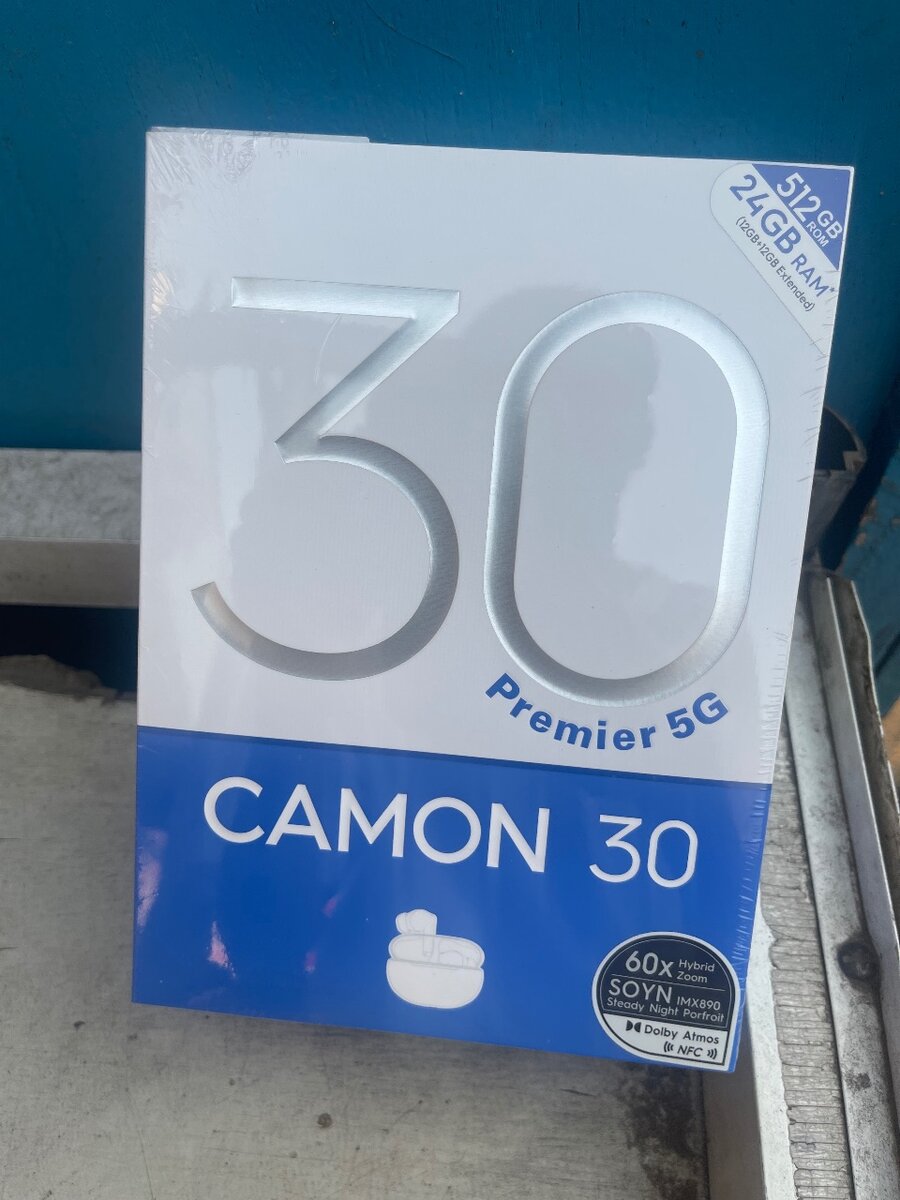 512GB
ROM
24GB RAM*
(12GB+12GB Extended)
30
Premier 5G
CAMON 30
60x Hybrid Zoom
SOYN IMX890
Steady Night Portroit
Dolby Atmos
((( NFC )))